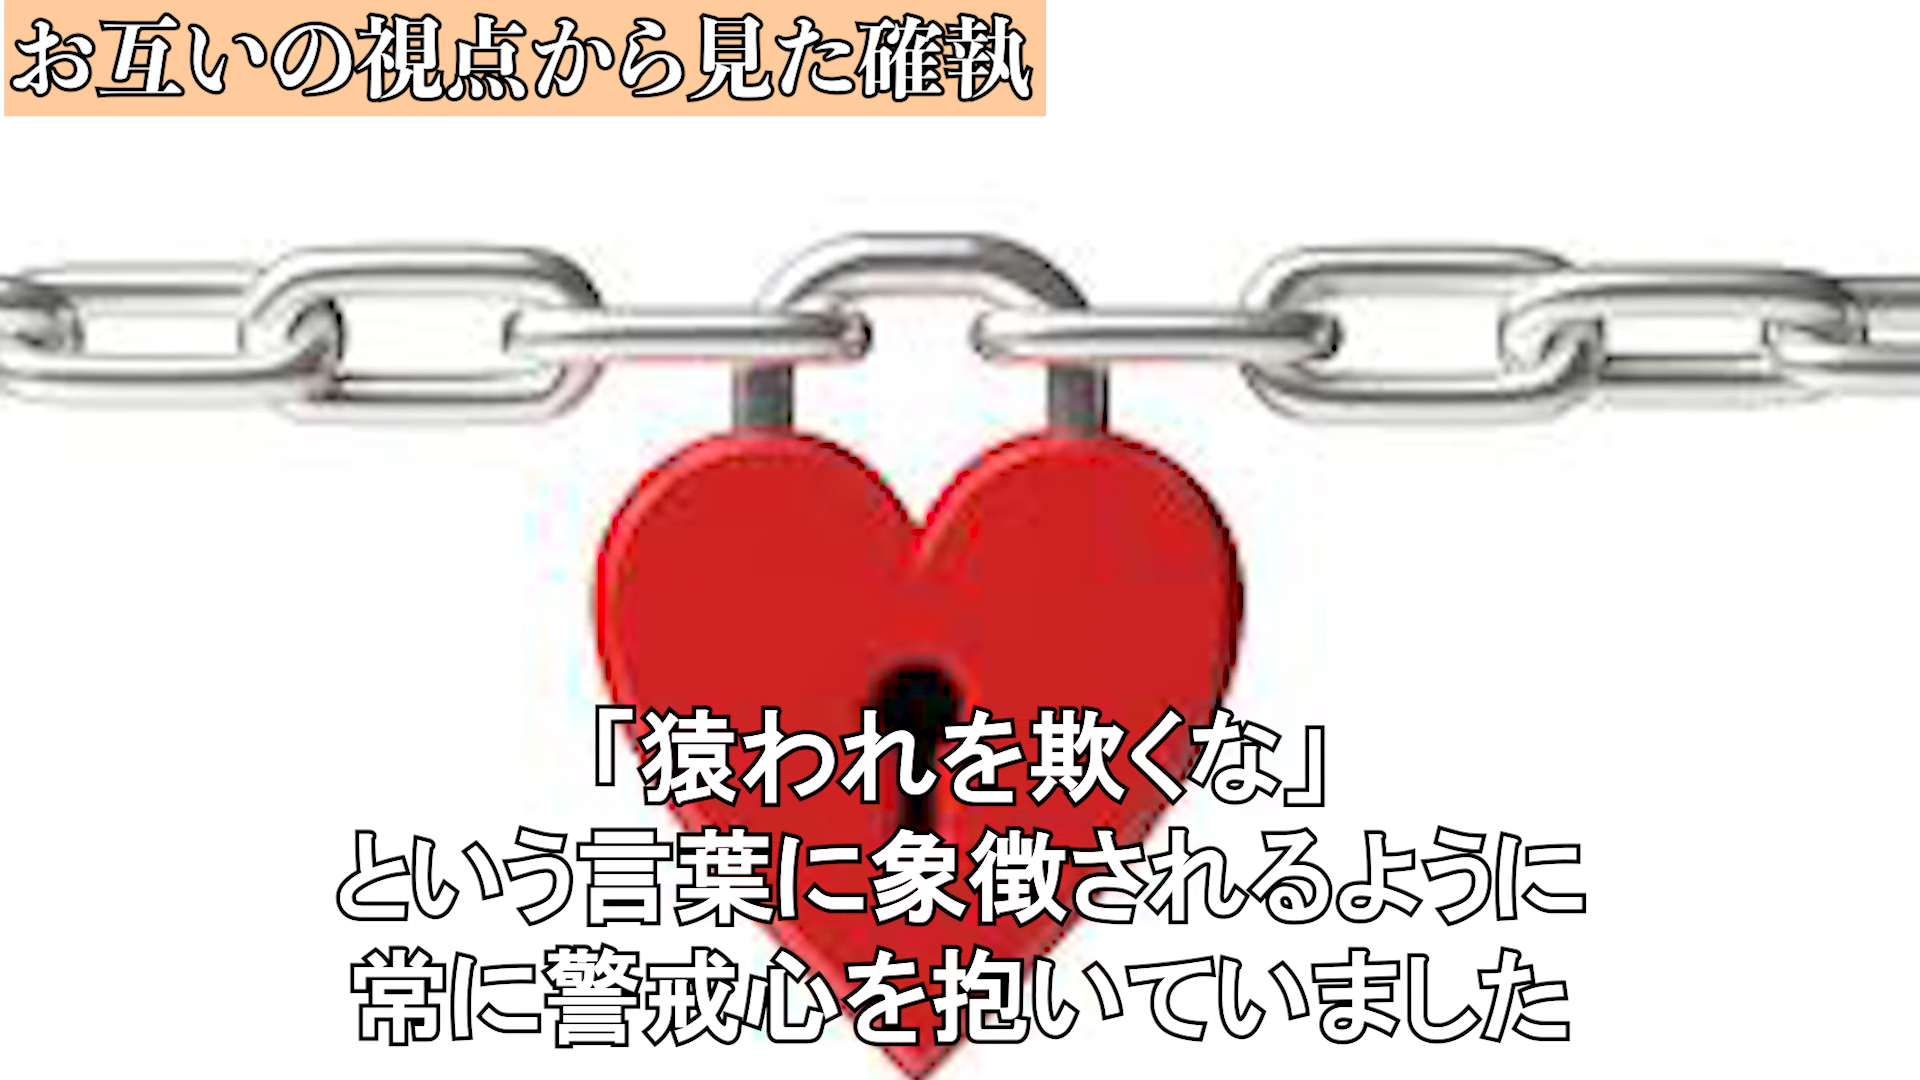 お互いの視点から見た確執
「猿われを欺くな」
という言葉に象徴されるように
常に警戒心を抱いていました